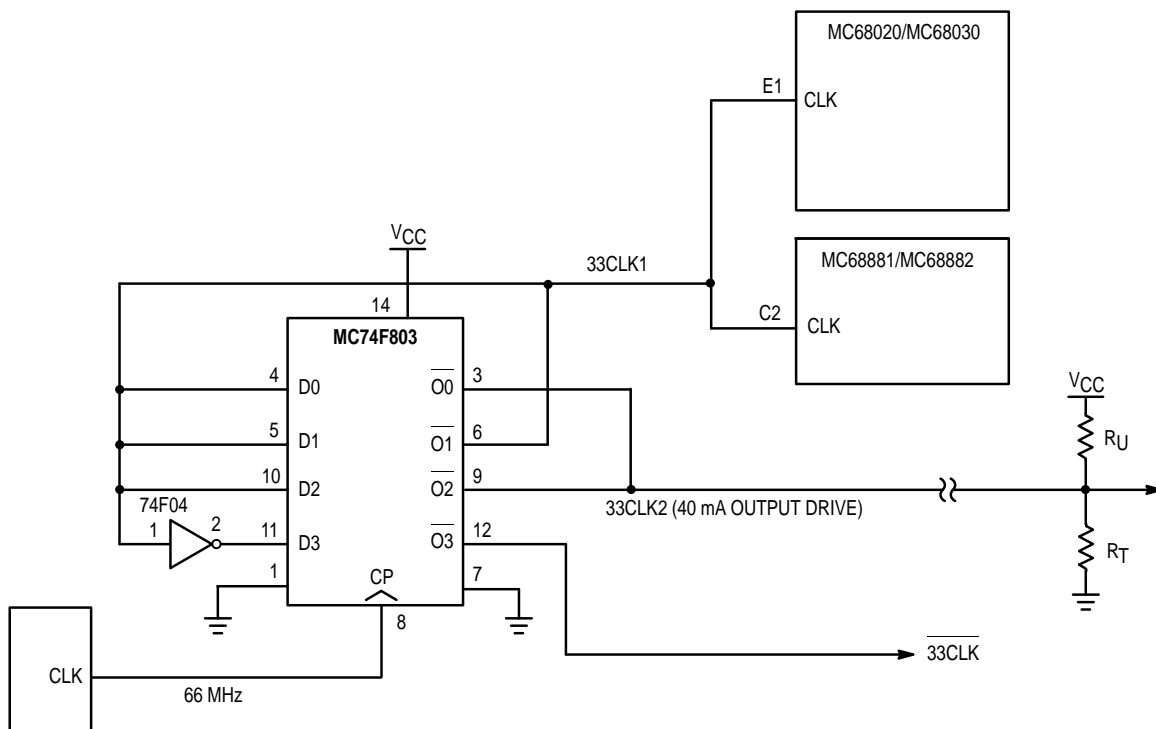 MC68020/MC68030
E1
CLK
VCC
33CLK1
MC68881/MC68882
C2
CLK
14
MC74F803
4
D0
O0
3
5
D1
O1
6
10
D2
O2
9
VCC
RU
74F04
1
2
11
D3
O3
12
33CLK2 (40 mA OUTPUT DRIVE)
RT
1
CP
7
8
33CLK
CLK
66 MHz